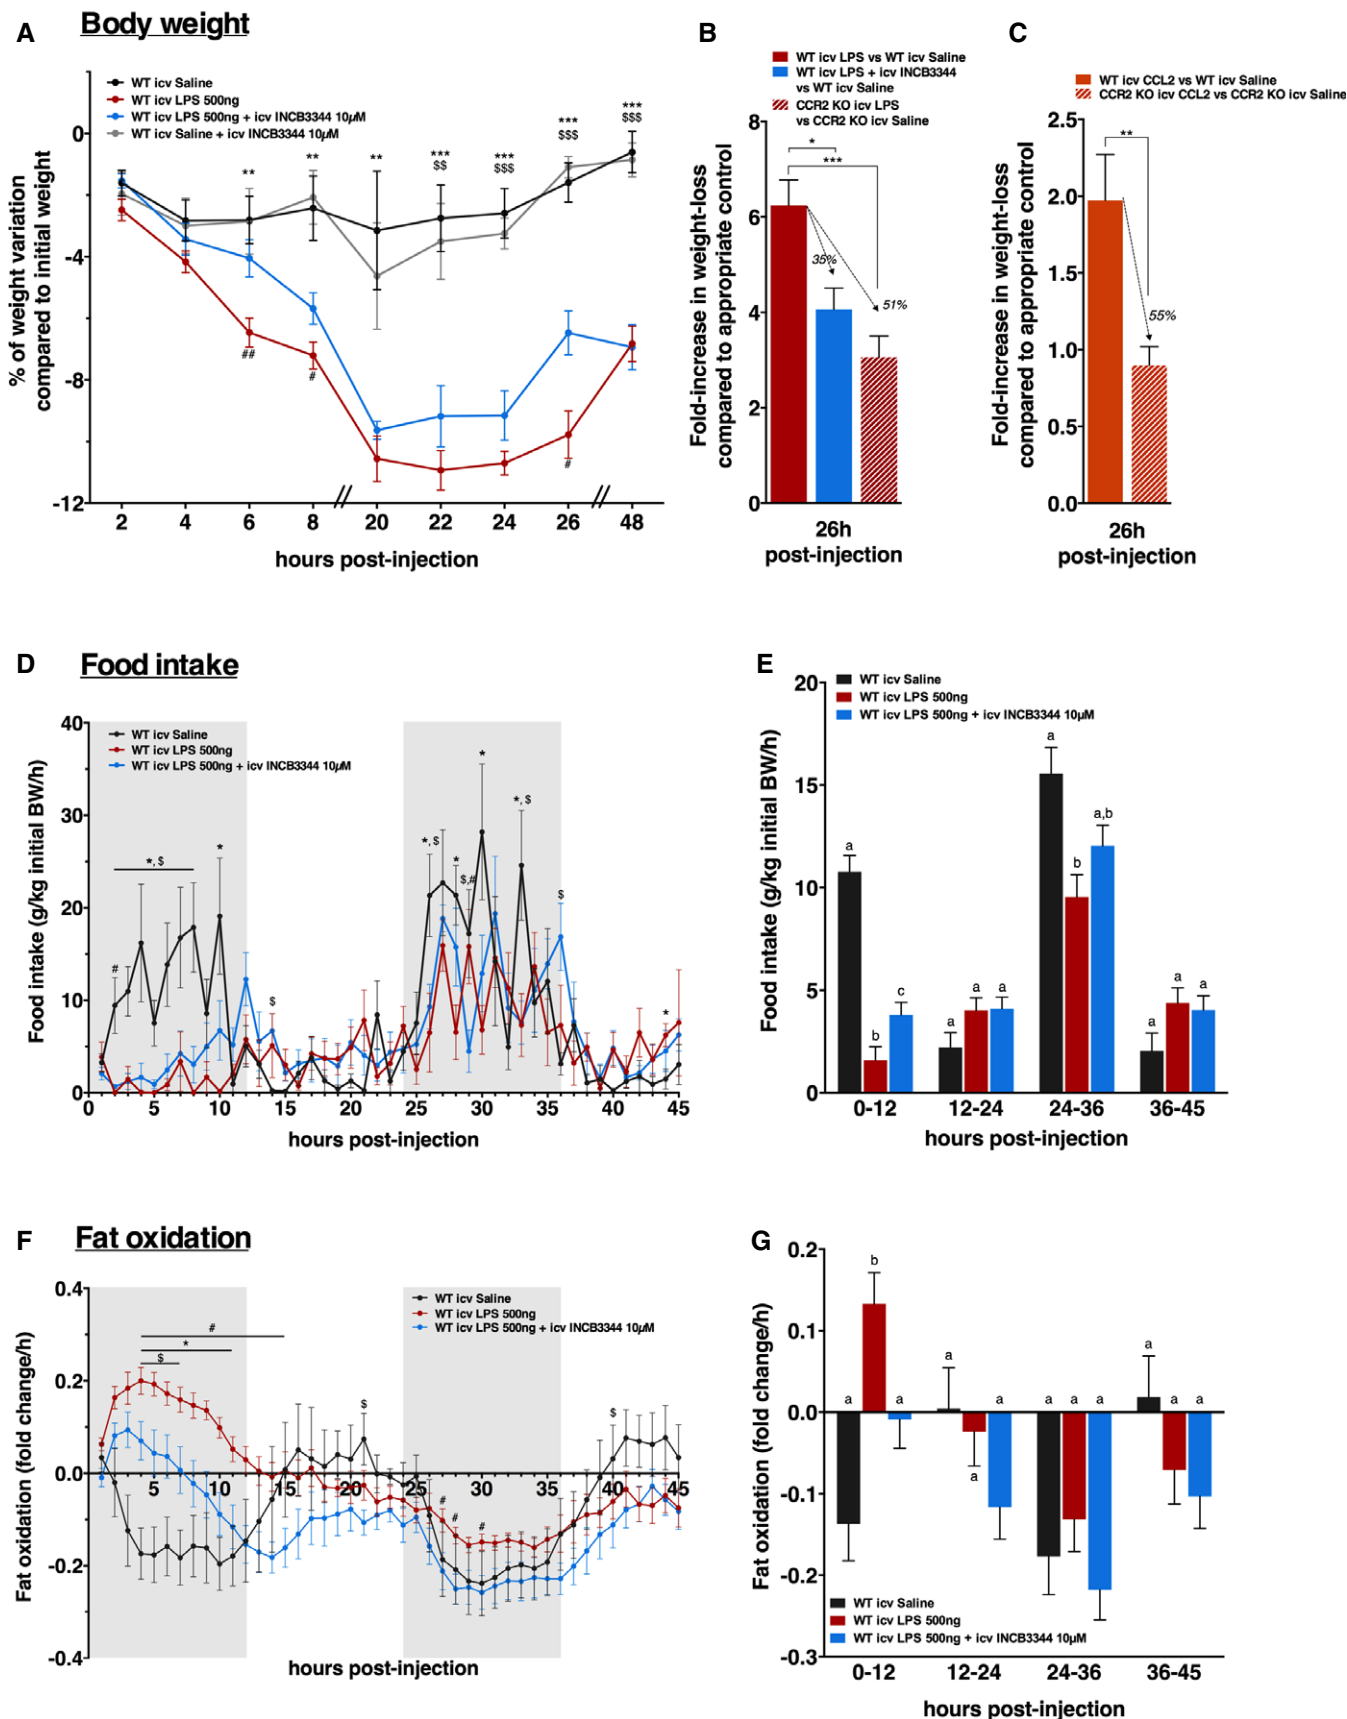 A
Body weight
WT icv Saline
WT icv LPS 500ng
WT icv LPS 500ng + icv INCB3344 10µM
WT icv Saline + icv INCB3344 10µM
% of weight variation
compared to initial weight
0
-4
-8
-12
** ** ** *** *** *** ***
$$ $$$ $$$ $$$
## # #
2 4 6 8 20 22 24 26 48
hours post-injection
B
WT icv LPS vs WT icv Saline
WT icv LPS + icv INCB3344
vs WT icv Saline
CCR2 KO icv LPS
vs CCR2 KO icv Saline
Fold-increase in weight-loss
compared to appropriate control
8
6
4
2
0
*
***
35%
51%
26h
post-injection
C
WT icv CCL2 vs WT icv Saline
CCR2 KO icv CCL2 vs CCR2 KO icv Saline
Fold-increase in weight-loss
compared to appropriate control
2.5
2.0
1.5
1.0
0.5
0.0
**
55%
26h
post-injection
D
Food intake
WT icv Saline
WT icv LPS 500ng
WT icv LPS 500ng + icv INCB3344 10µM
Food intake (g/kg initial BW/h)
40
30
20
10
0
#
*, $
*
$
*, $
*
$,#
*
*, $
$
*
0 5 10 15 20 25 30 35 40 45
hours post-injection
E
WT icv Saline
WT icv LPS 500ng
WT icv LPS 500ng + icv INCB3344 10µM
Food intake (g/kg initial BW/h)
20
15
10
5
0
a b c
a a a
a b a,b
a a a
0-12 12-24 24-36 36-45
hours post-injection
F
Fat oxidation
WT icv Saline
WT icv LPS 500ng
WT icv LPS 500ng + icv INCB3344 10µM
Fat oxidation (fold change/h)
0.4
0.2
0.0
-0.2
-0.4
#
*
$
$
#
#
#
$
5 10 15 20 25 30 35 40 45
hours post-injection
G
Fat oxidation (fold change/h)
0.2
0.1
0.0
-0.1
-0.2
-0.3
a b a
a a a
a a a
a a a
WT icv Saline
WT icv LPS 500ng
WT icv LPS 500ng + icv INCB3344 10µM
0-12 12-24 24-36 36-45
hours post-injection